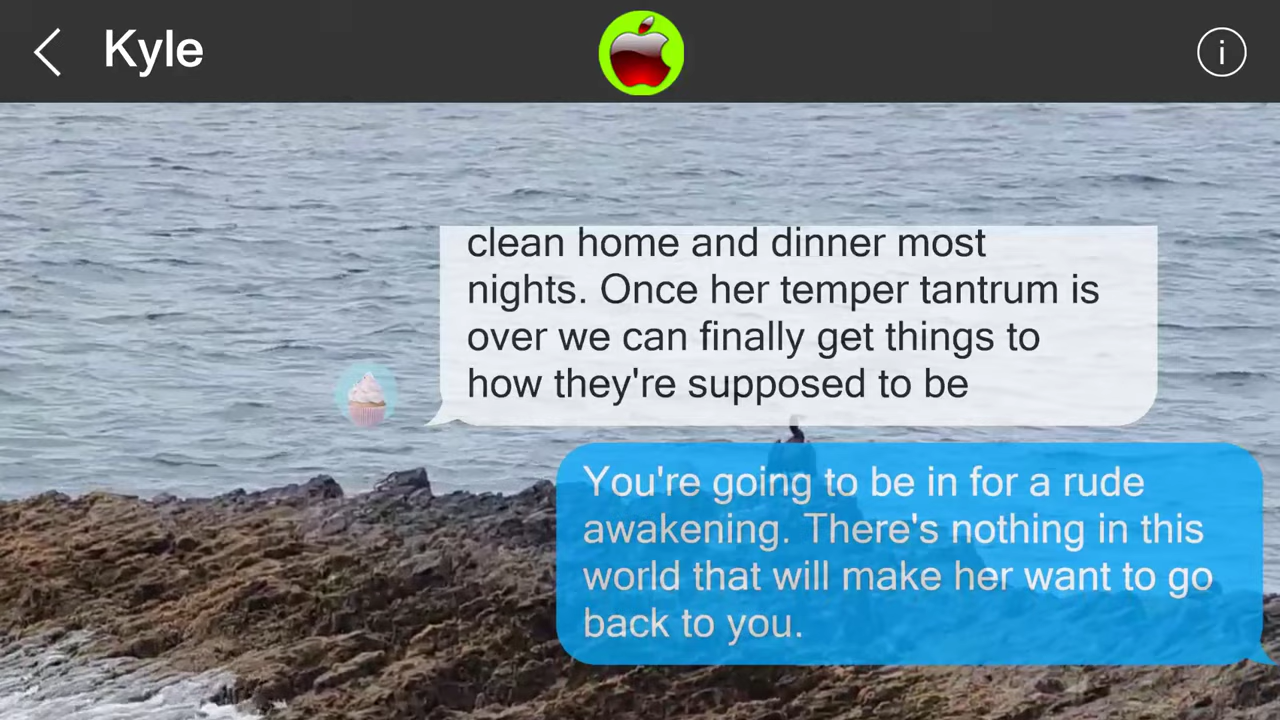 Kyle
i
clean home and dinner most
nights. Once her temper tantrum is
over we can finally get things to
how they're supposed to be
You're going to be in for a rude
awakening. There's nothing in this
world that will make her want to go
back to you.